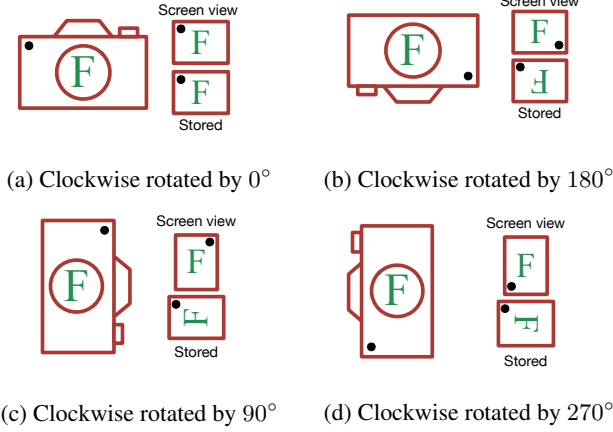 Screen view
F
F
F
Stored
(a) Clockwise rotated by 0°
Screen view
F
F
F
Stored
(b) Clockwise rotated by 180°
Screen view
F
F
F
Stored
(c) Clockwise rotated by 90°
Screen view
F
F
F
Stored
(d) Clockwise rotated by 270°